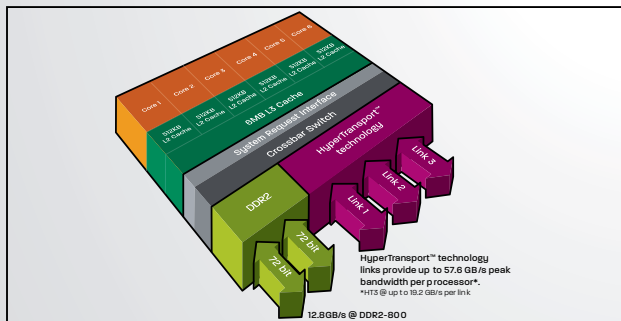 Core 1
Core 2
Core 3
Core 4
Core 5
Core 6
512KB
L2 Cache
512KB
L2 Cache
512KB
L2 Cache
512KB
L2 Cache
512KB
L2 Cache
512KB
L2 Cache
6MB L3 Cache
System Request Interface
Crossbar Switch
DDR2
HyperTransport™
technology
Link 1
Link 2
Link 3
72 bit
72 bit
HyperTransport™ technology
links provide up to 57.6 GB/s peak
bandwidth per processor*.
*HT3 @ up to 19.2 GB/s per link
12.8GB/s @ DDR2-800